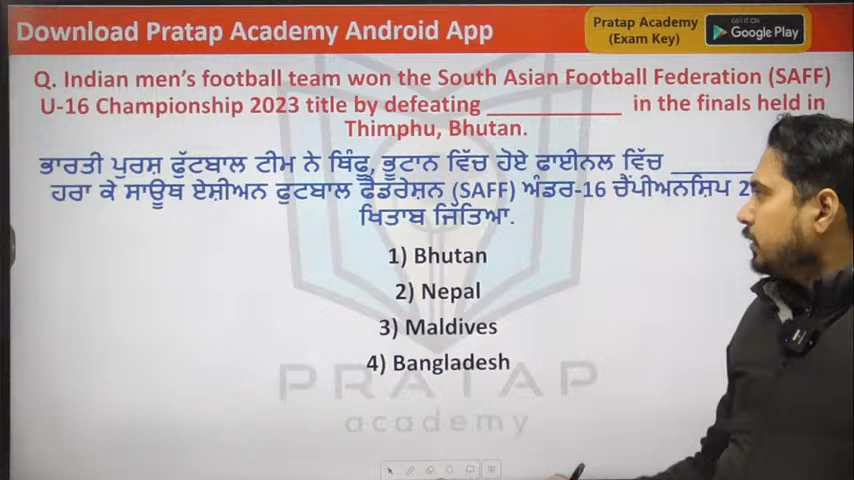 Download Pratap Academy Android App
Pratap Academy
(Exam Key)
GET IT ON
Google Play
Q. Indian men's football team won the South Asian Football Federation (SAFF)
U-16 Championship 2023 title by defeating ____________ in the finals held in
Thimphu, Bhutan.
ਭਾਰਤੀ ਪੁਰਸ਼ ਫੁੱਟਬਾਲ ਟੀਮ ਨੇ ਥਿੰਫੂ, ਭੂਟਾਨ ਵਿੱਚ ਹੋਏ ਫਾਈਨਲ ਵਿੱਚ ________
ਹਰਾ ਕੇ ਸਾਊਥ ਏਸ਼ੀਅਨ ਫੁਟਬਾਲ ਫੈਡਰੇਸ਼ਨ (SAFF) ਅੰਡਰ-16 ਚੈਂਪੀਅਨਸ਼ਿਪ
ਖਿਤਾਬ ਜਿੱਤਿਆ.
1) Bhutan
2) Nepal
3) Maldives
4) Bangladesh
PRATAP
academy